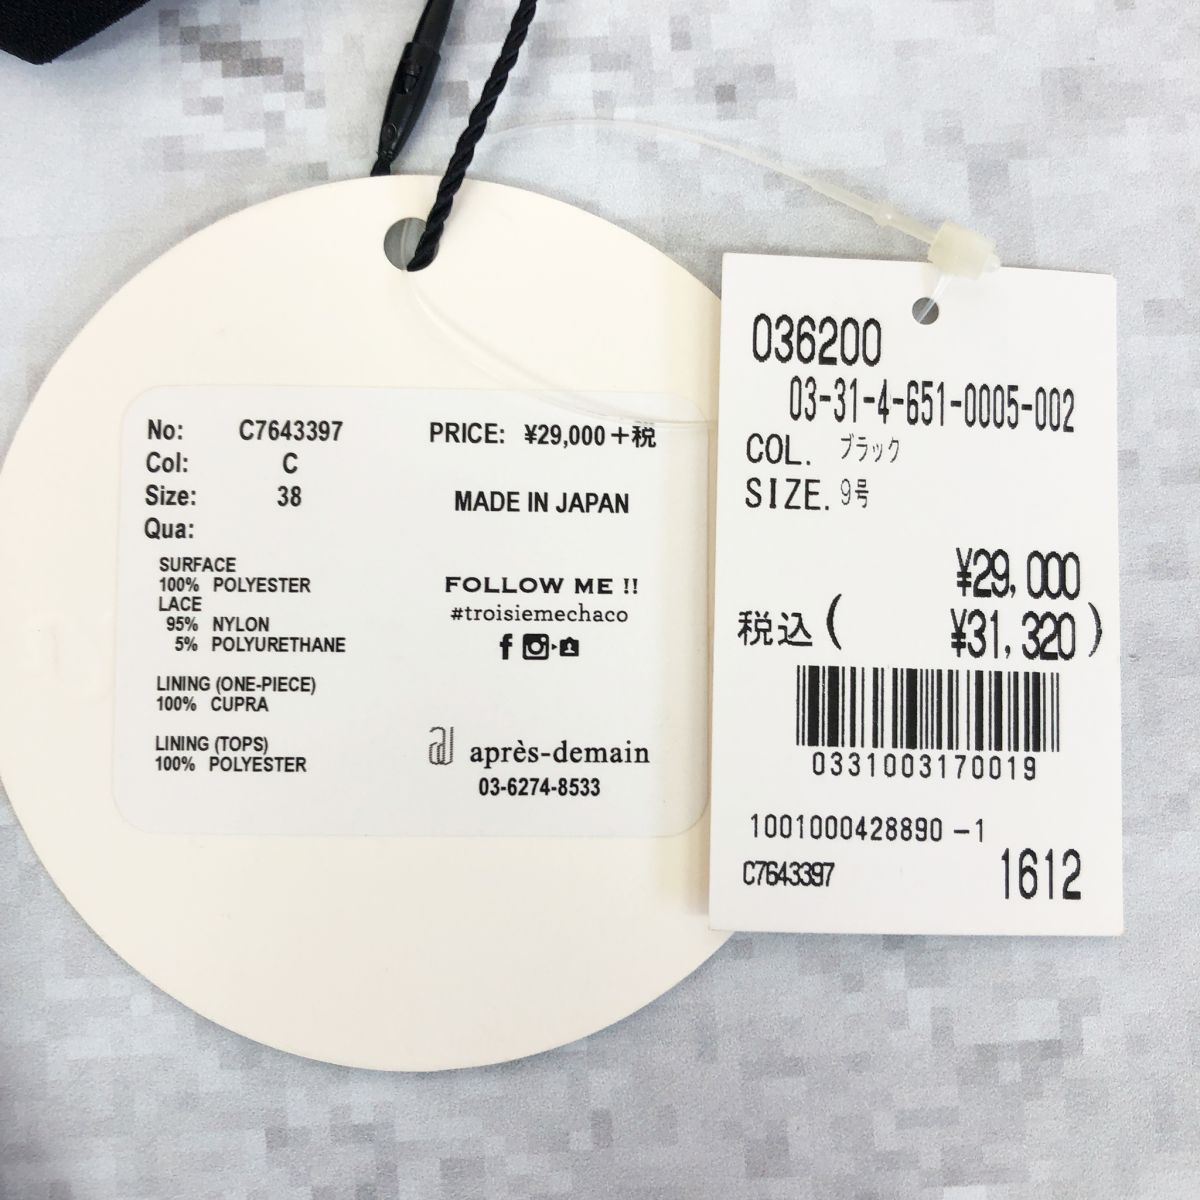 No: C7643397
Col: C
Size: 38
Qua:
SURFACE
100% POLYESTER
LACE
95% NYLON
5% POLYURETHANE
LINING (ONE-PIECE)
100% CUPRA
LINING (TOPS)
100% POLYESTER
PRICE: ¥29,000+税
MADE IN JAPAN
FOLLOW ME !!
#troisiemechaco
après-demain
03-6274-8533
036200
03-31-4-651-0005-002
COL. ブラック
SIZE. 9号
¥29,000
税込( ¥31,320)
0331003170019
1001000428890 -1
C7643397 1612